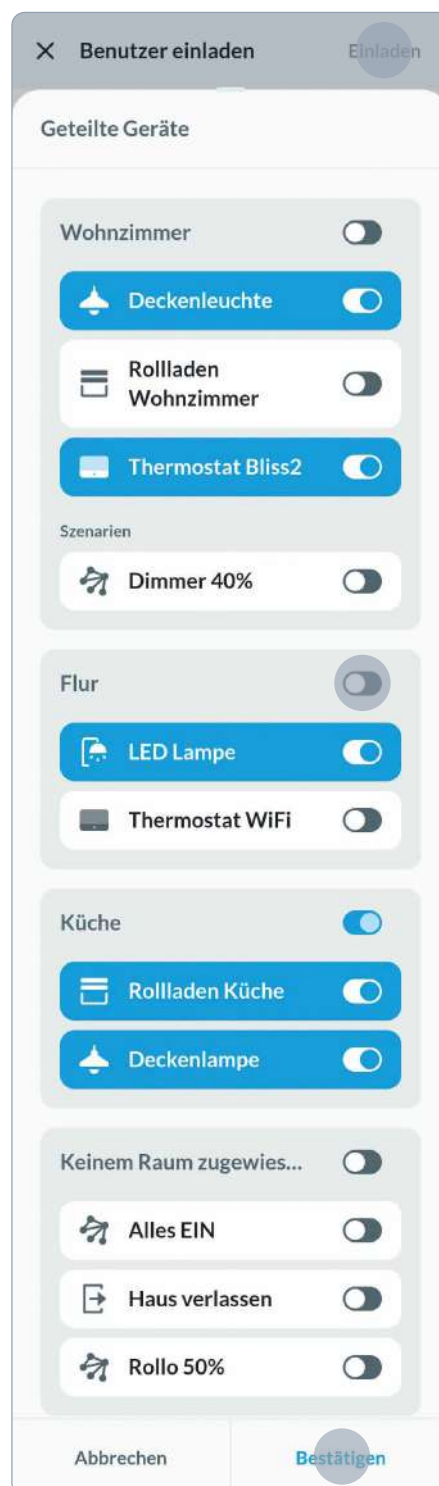 Benutzer einladen Einladen
Geteilte Geräte
Wohnzimmer
Deckenleuchte
Rollladen
Wohnzimmer
Thermostat Bliss2
Szenarien
Dimmer 40%
Flur
LED Lampe
Thermostat WiFi
Küche
Rollladen Küche
Deckenlampe
Keinem Raum zugewies...
Alles EIN
Haus verlassen
Rollo 50%
Abbrechen Bestätigen